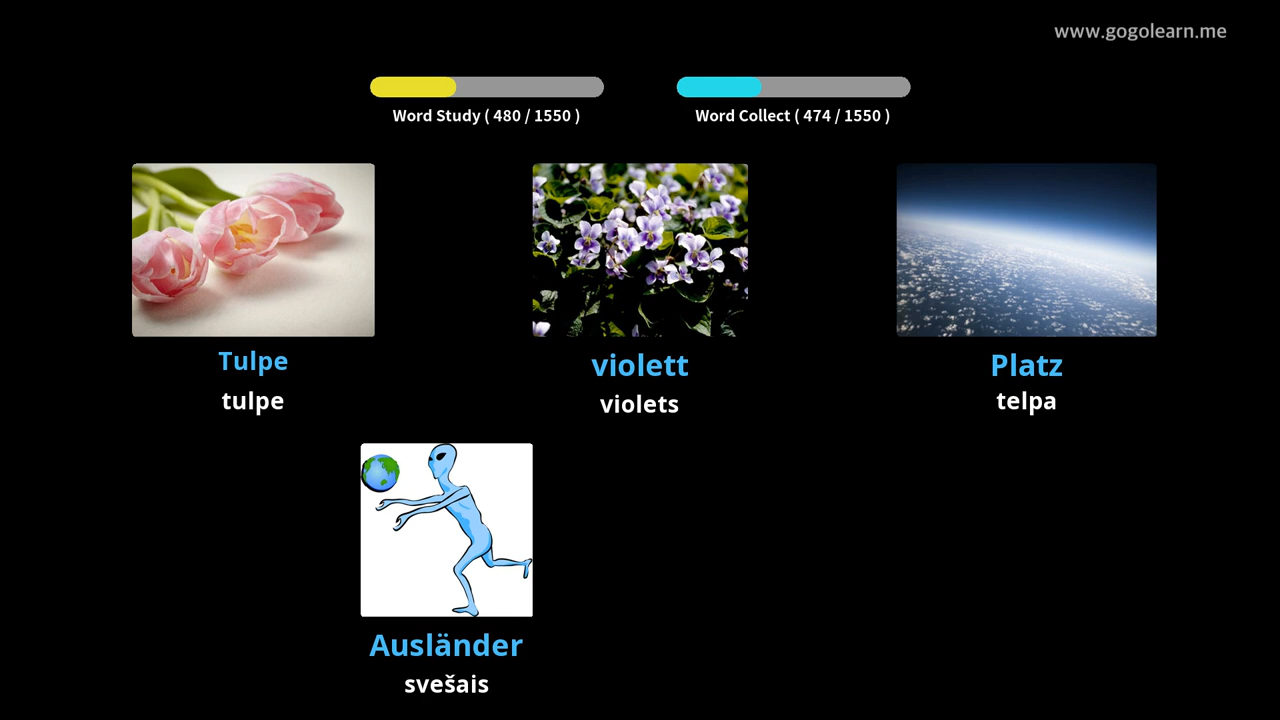 www.gogolearn.me
Word Study ( 480 / 1550 )
Word Collect ( 474 / 1550 )
Tulpe
tulpe
violett
violets
Platz
telpa
Ausländer
svešais